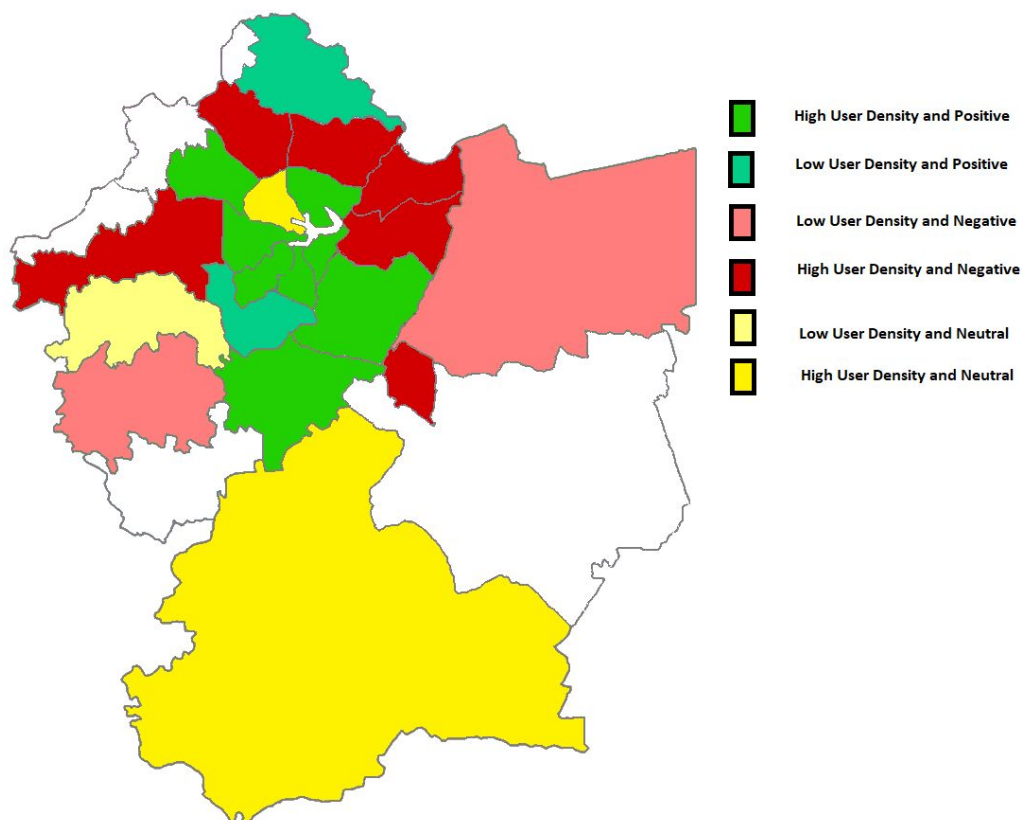 High User Density and Positive
Low User Density and Positive
Low User Density and Negative
High User Density and Negative
Low User Density and Neutral
High User Density and Neutral